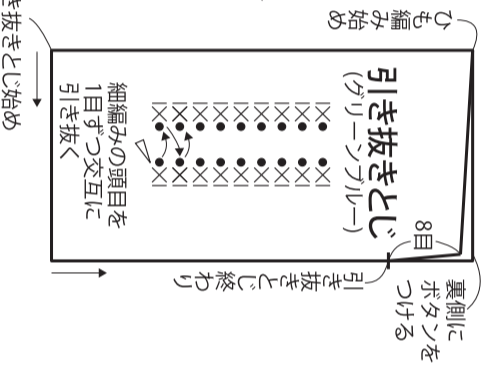 ひも編み始め
引き抜きとじ
(グリーンブルー)
細編みの頭目を
1目ずつ交互に
引き抜く
8目
引き抜きとじ終わり
裏側に
ボタンを
つける
き抜きとじ始め